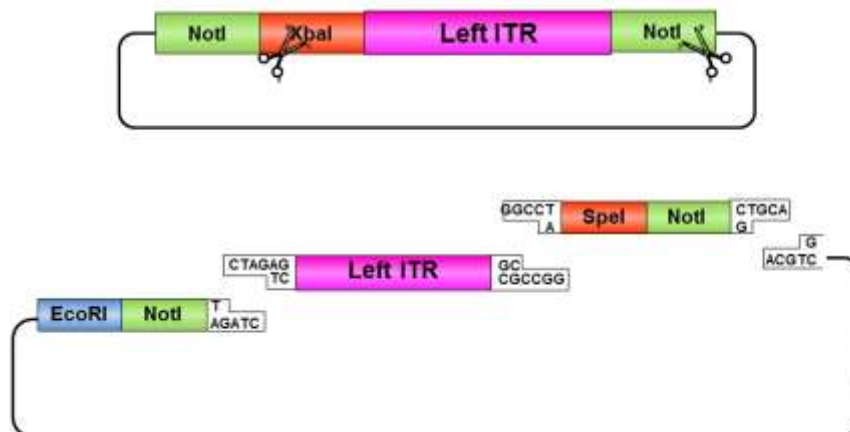 NotI XbaI Left ITR NotI
GGCCT SpeI NotI CTGCA
A G
G
ACGTC
CTAGAG Left ITR GC
TC CGCCGG
EcoRI NotI T
AGATC